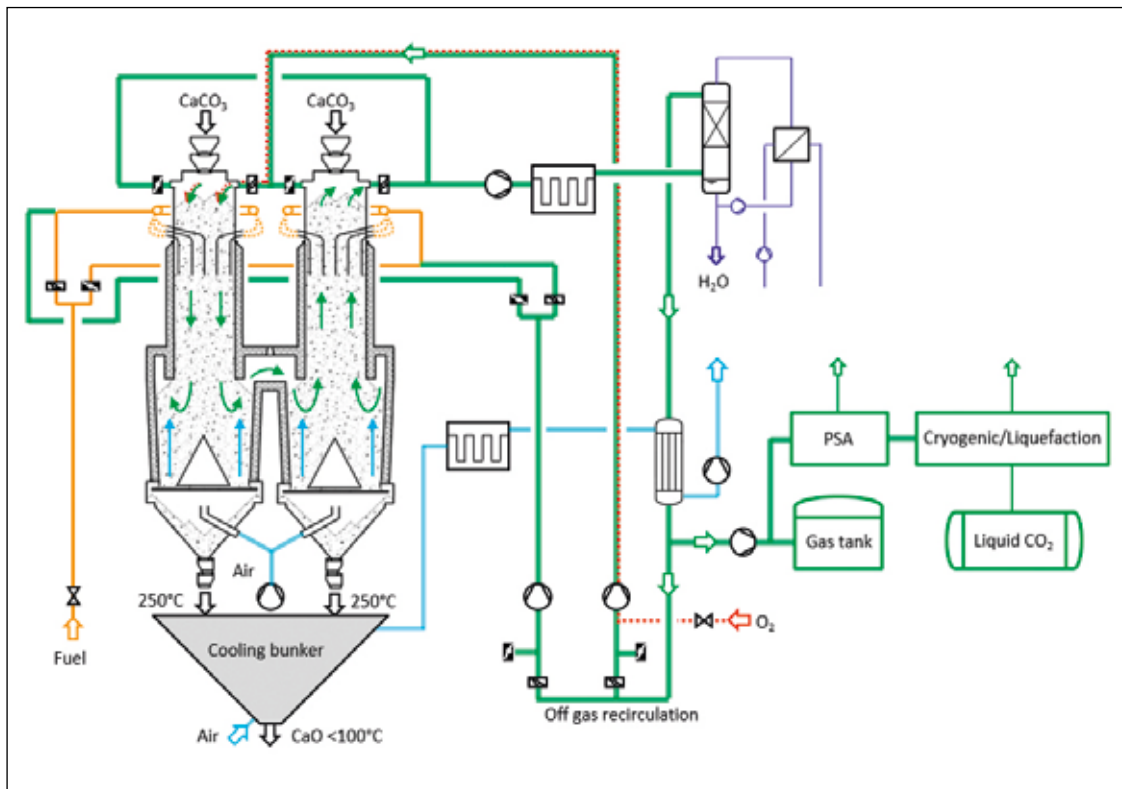 CaCO₃
CaCO₃
H₂O
PSA
Cryogenic/Liquefaction
Gas tank
Liquid CO₂
Air
250°C
250°C
O₂
Fuel
Cooling bunker
Off gas recirculation
Air
CaO <100°C